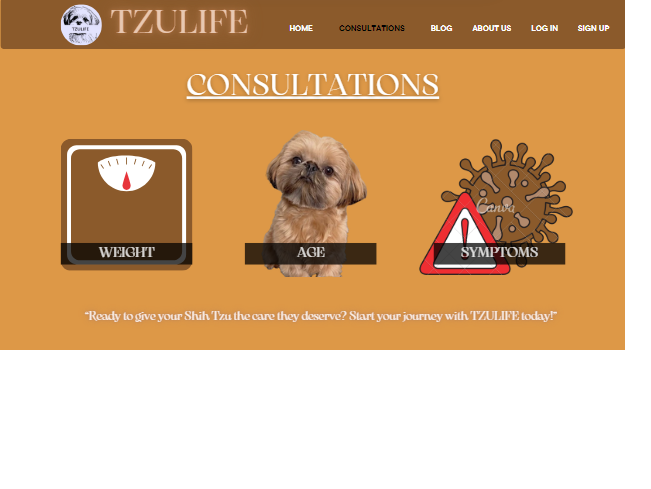 TZULIFE
TZULIFE
HOME CONSULTATIONS BLOG ABOUT US LOG IN SIGN UP
CONSULTATIONS
Canva
WEIGHT AGE SYMPTOMS
"Ready to give your Shih Tzu the care they deserve? Start your journey with TZULIFE today!"